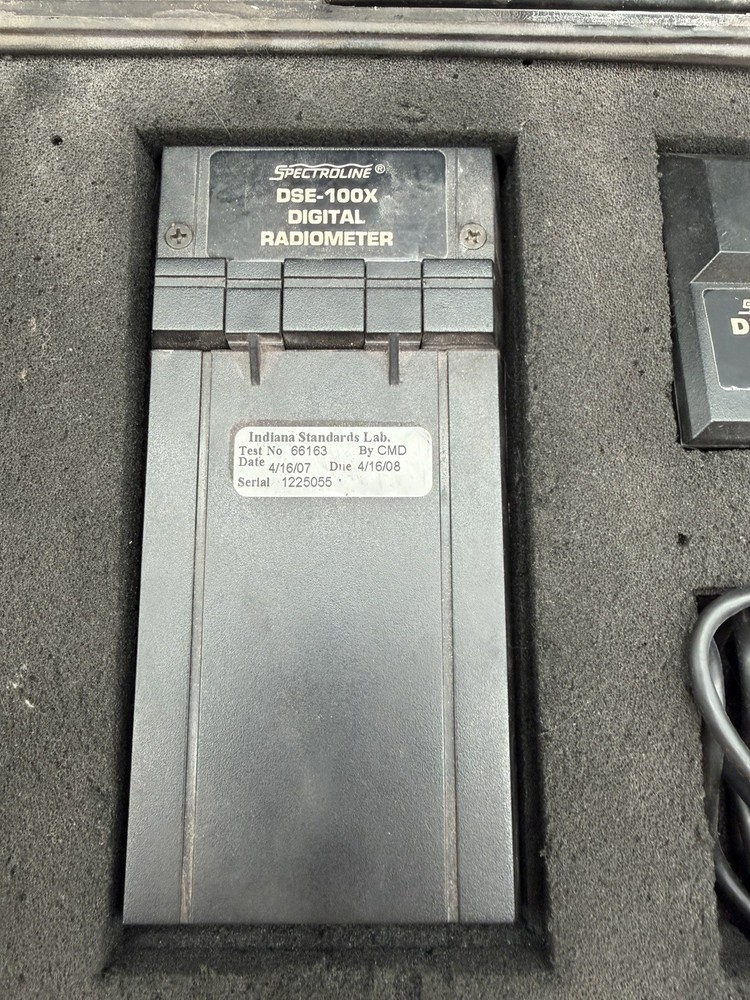 SPECTROLINE®
DSE-100X
DIGITAL
RADIOMETER
Indiana Standards Lab.
Test No 66163 By CMD
Date 4/16/07 Due 4/16/08
Serial 1225055
D